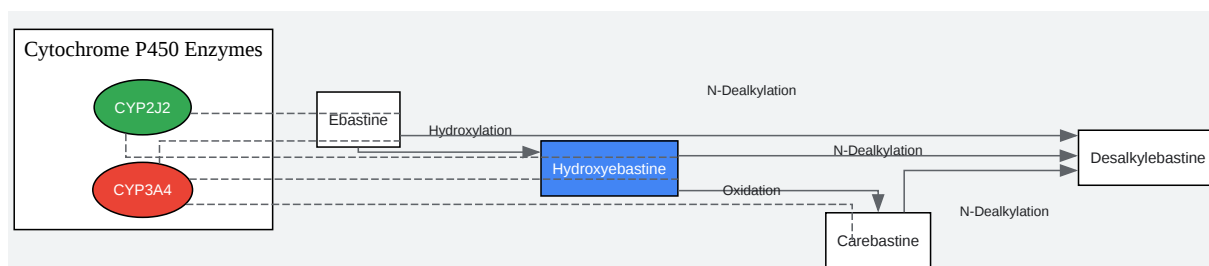 Cytochrome P450 Enzymes
CYP2J2
CYP3A4
Ebastine
Hydroxylation
Hydroxyebastine
N-Dealkylation
N-Dealkylation
Oxidation
Carebastine
N-Dealkylation
Desalkylebastine